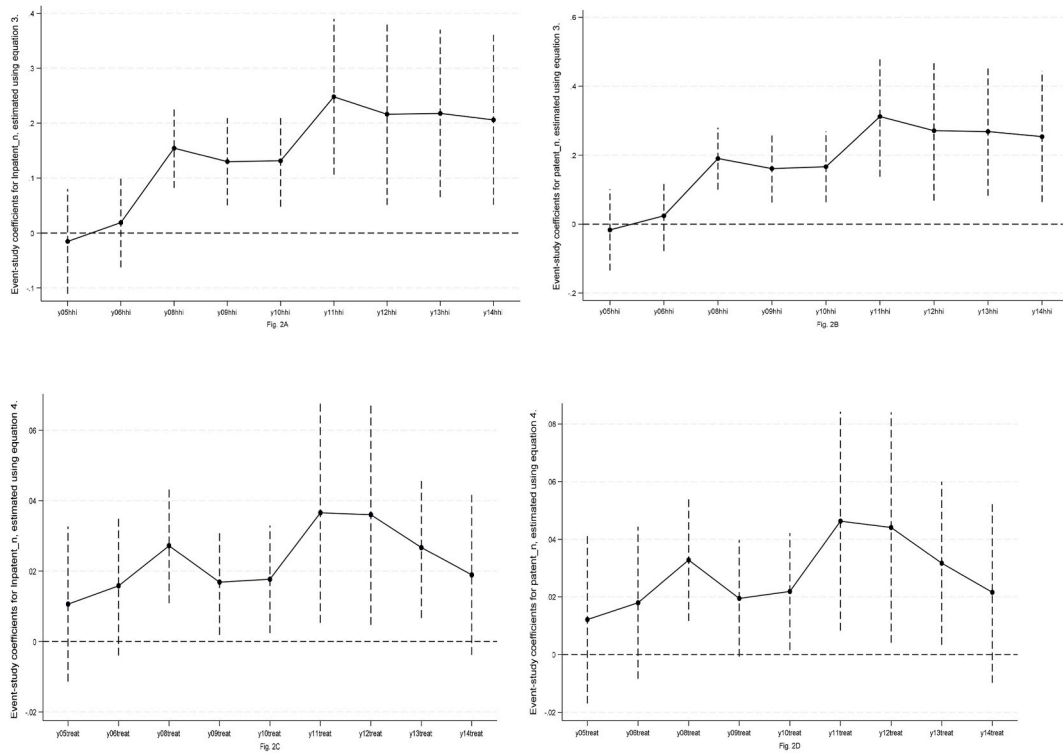 Event-study coefficients for lnpatent_n, estimated using equation 3.
.4
.3
.2
.1
0
-.1
y05hhi y06hhi y08hhi y09hhi y10hhi y11hhi y12hhi y13hhi y14hhi
Fig. 2A
Event-study coefficients for patent_n, estimated using equation 3.
.6
.4
.2
0
-.2
y05hhi y06hhi y08hhi y09hhi y10hhi y11hhi y12hhi y13hhi y14hhi
Fig. 2B
Event-study coefficients for lnpatent_n, estimated using equation 4.
.06
.04
.02
0
-.02
y05treat y06treat y08treat y09treat y10treat y11treat y12treat y13treat y14treat
Fig. 2C
Event-study coefficients for patent_n, estimated using equation 4.
.08
.06
.04
.02
0
-.02
y05treat y06treat y08treat y09treat y10treat y11treat y12treat y13treat y14treat
Fig. 2D